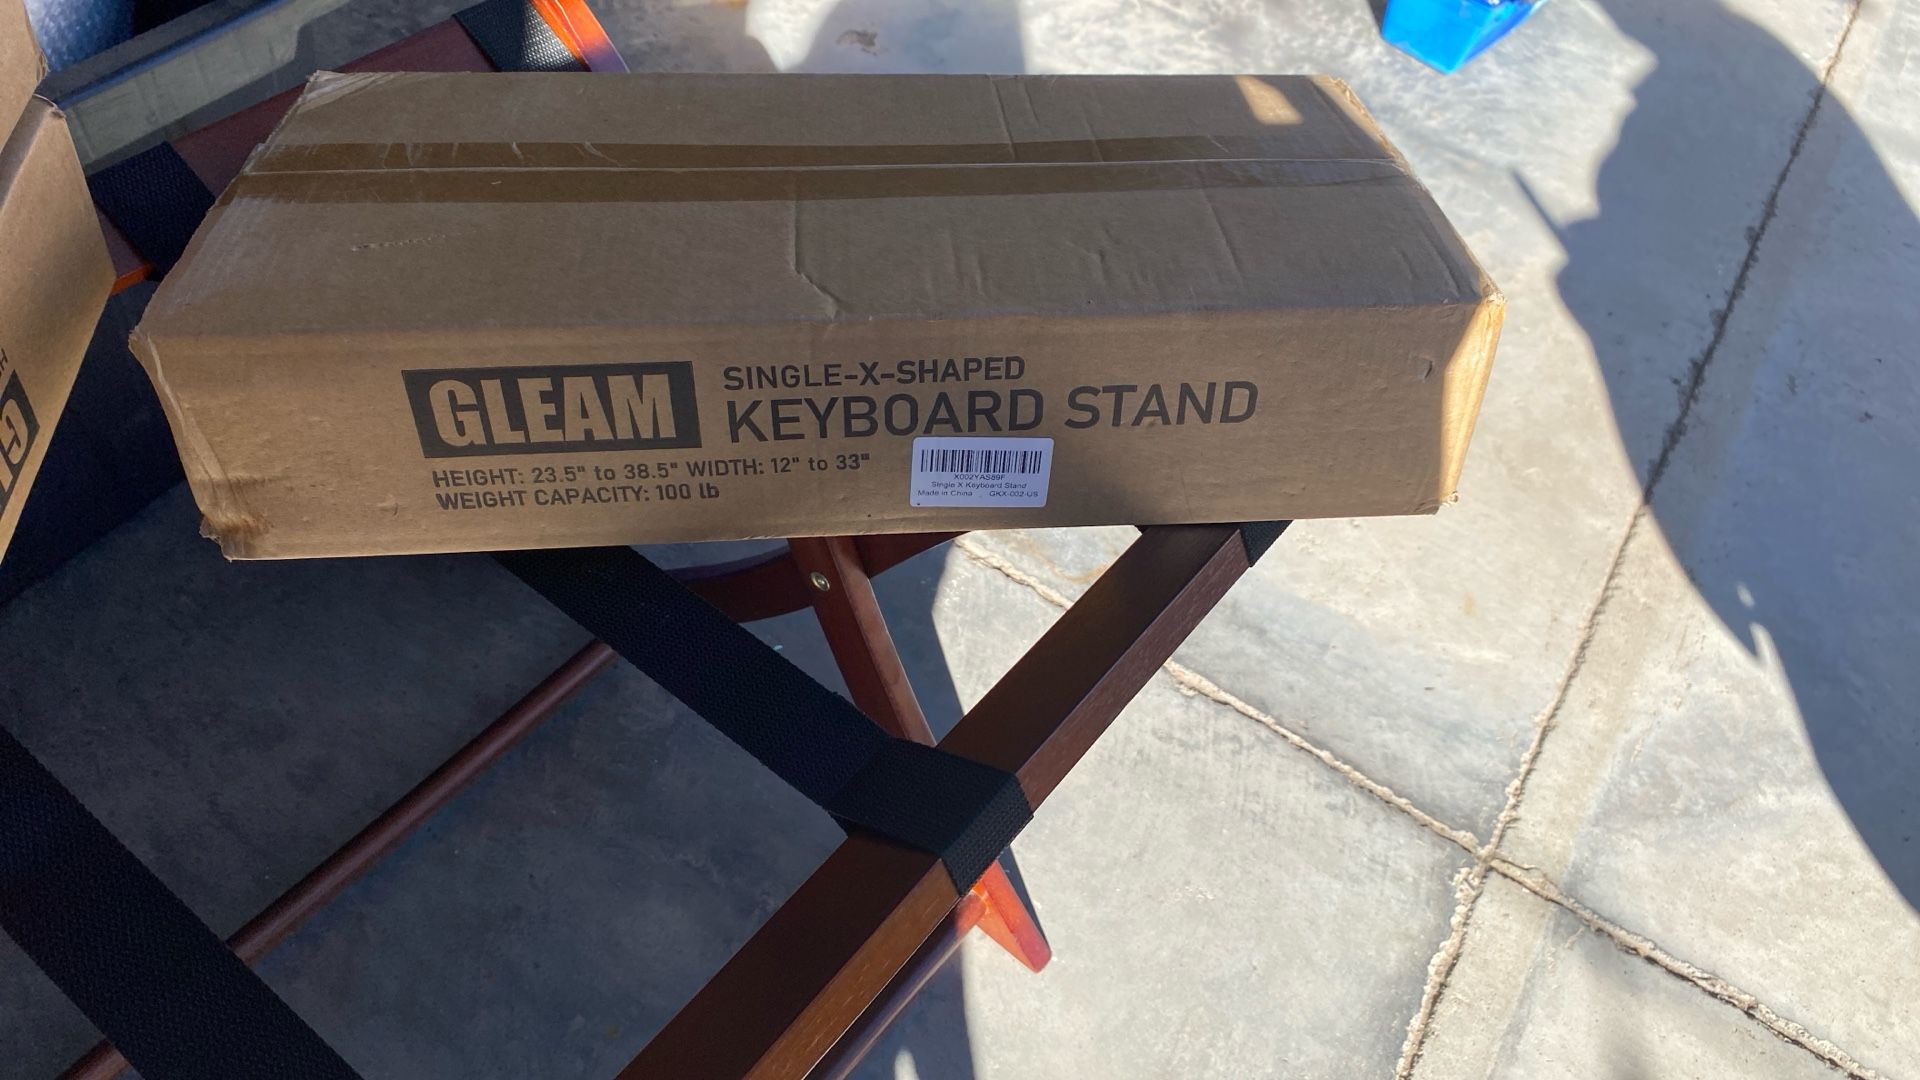 GLEAM
SINGLE-X-SHAPED
KEYBOARD STAND
HEIGHT: 23.5" to 38.5" WIDTH: 12" to 33"
WEIGHT CAPACITY: 100 lb
X002YAS89F
Single X Keyboard Stand
Made in China GKX-002-US